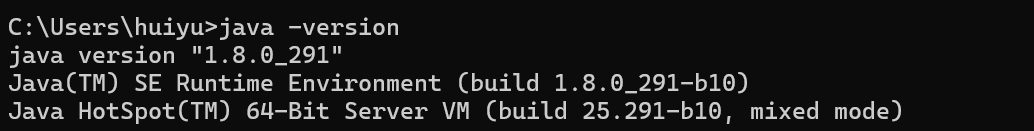 C:\Users\huiyu>java -version
java version "1.8.0_291"
Java(TM) SE Runtime Environment (build 1.8.0_291-b10)
Java HotSpot(TM) 64-Bit Server VM (build 25.291-b10, mixed mode)